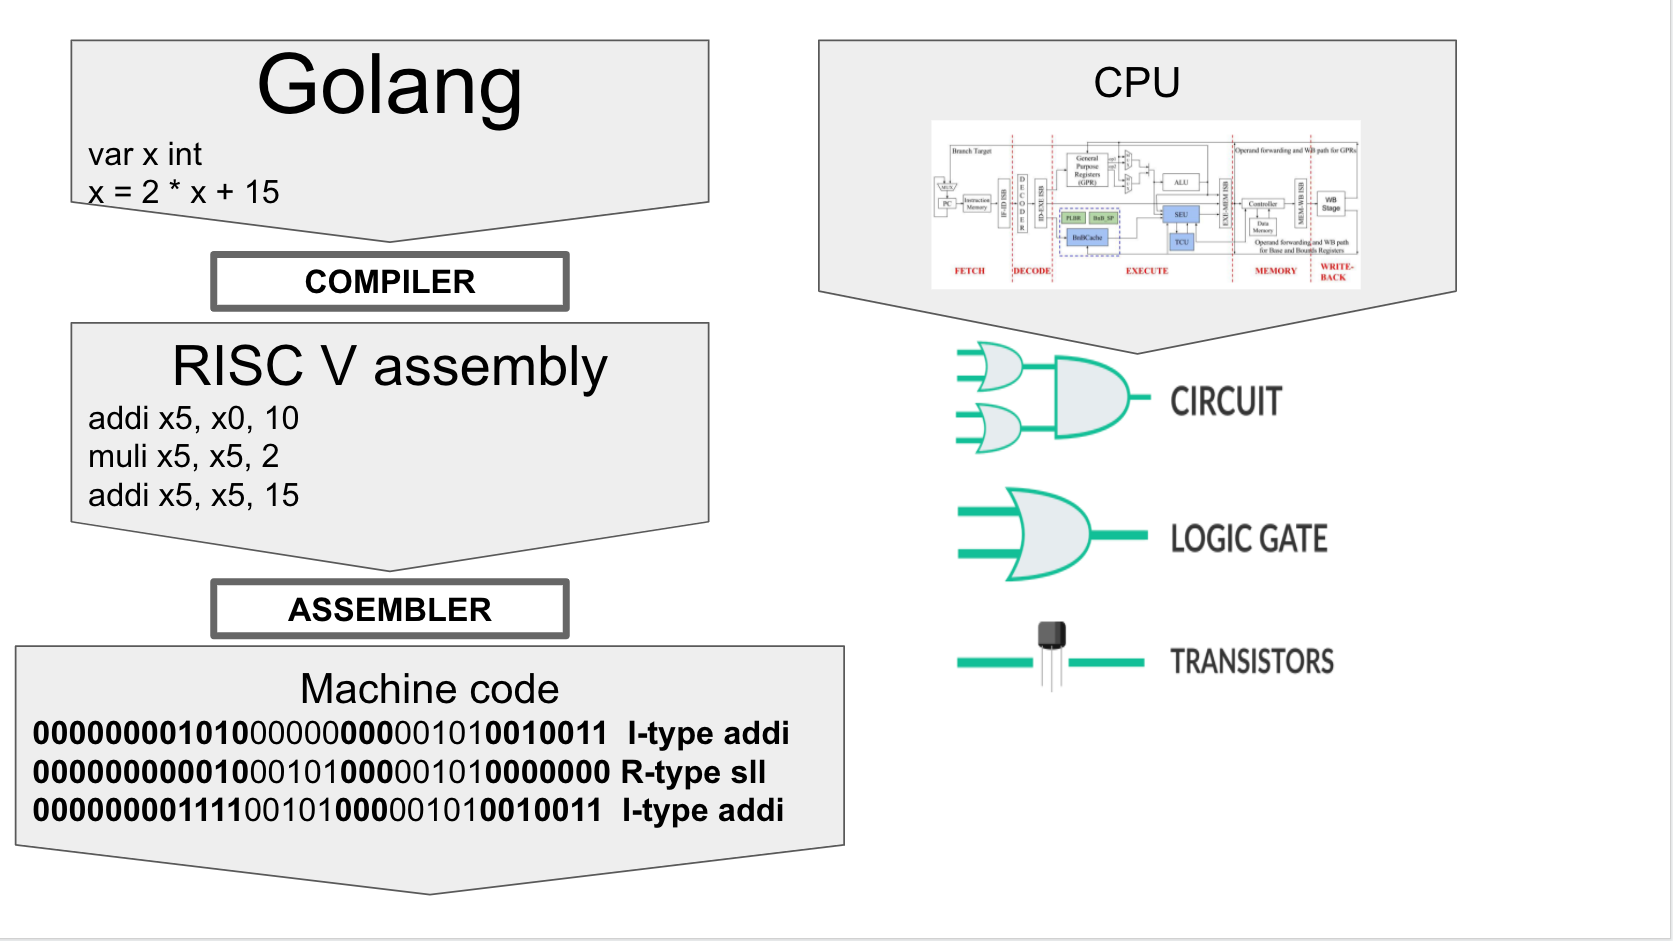 Golang
var x int
x = 2 * x + 15
COMPILER
RISC V assembly
addi x5, x0, 10
muli x5, x5, 2
addi x5, x5, 15
ASSEMBLER
Machine code
00000000101000000000001010010011 I-type addi
00000000001000101000001010000000 R-type sll
00000000111100101000001010010011 I-type addi
CPU
Branch Target
General Purpose Registers (GPR)
Operand forwarding and WB path for GPRs
MUX
PC
Instruction Memory
IF-ID ISB
DECODER
ID-EXE ISB
PLBR
BnB_SP
BnBCache
ALU
SEU
TCU
EXE-MEM ISB
Controller
Data Memory
MEM-WB ISB
WB Stage
Operand forwarding and WB path
for Base and Bounds Registers
FETCH
DECODE
EXECUTE
MEMORY
WRITE-
BACK
CIRCUIT
LOGIC GATE
TRANSISTORS